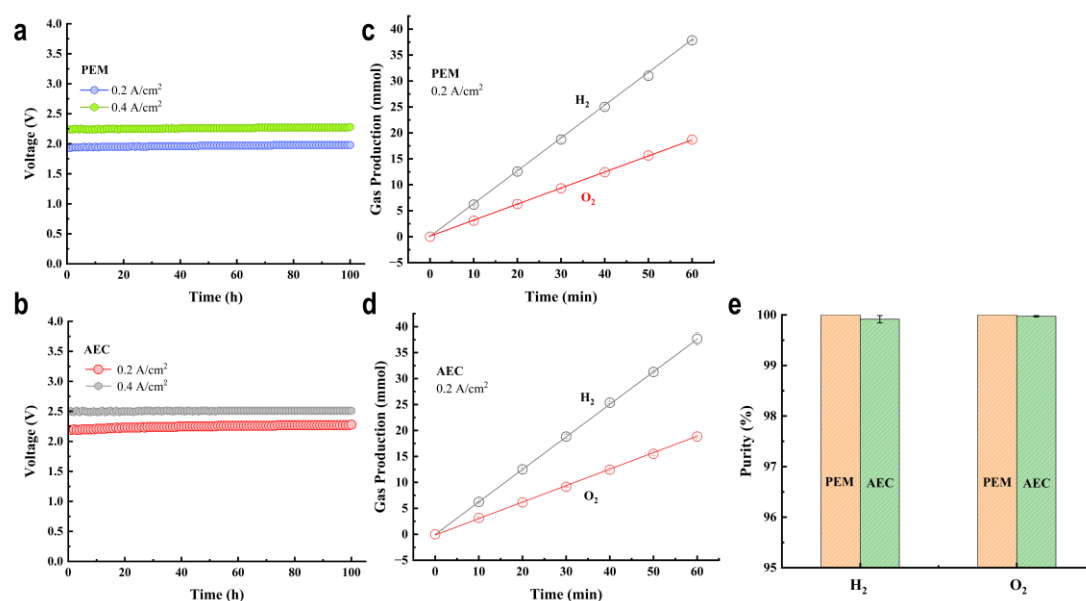 a
4.0
3.5
3.0
2.5
2.0
1.5
1.0
0.5
0.0
Voltage (V)
PEM
0.2 A/cm²
0.4 A/cm²
0 20 40 60 80 100
Time (h)
c
40
35
30
25
20
15
10
5
0
−5
Gas Production (mmol)
PEM
0.2 A/cm²
H₂
O₂
0 10 20 30 40 50 60
Time (min)
b
4.0
3.5
3.0
2.5
2.0
1.5
1.0
0.5
0.0
Voltage (V)
AEC
0.2 A/cm²
0.4 A/cm²
0 20 40 60 80 100
Time (h)
d
40
35
30
25
20
15
10
5
0
−5
Gas Production (mmol)
AEC
0.2 A/cm²
H₂
O₂
0 10 20 30 40 50 60
Time (min)
e
100
99
98
97
96
95
Purity (%)
PEM AEC PEM AEC
H₂ O₂